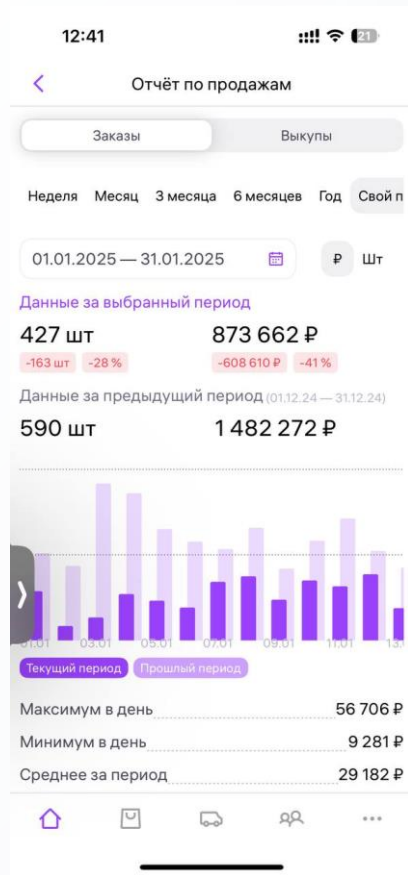 12:41
21
Отчёт по продажам
Заказы Выкупы
Неделя Месяц 3 месяца 6 месяцев Год Свой п
01.01.2025 — 31.01.2025 ₽ Шт
Данные за выбранный период
427 шт 873 662 ₽
-163 шт -28 % -608 610 ₽ -41 %
Данные за предыдущий период (01.12.24 — 31.12.24)
590 шт 1 482 272 ₽
01.01 03.01 05.01 07.01 09.01 11.01 13.
Текущий период Прошлый период
Максимум в день 56 706 ₽
Минимум в день 9 281 ₽
Среднее за период 29 182 ₽